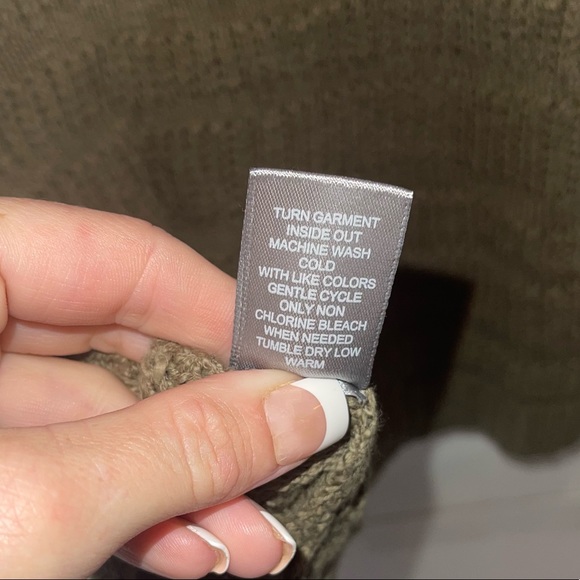 TURN GARMENT
INSIDE OUT
MACHINE WASH
COLD
WITH LIKE COLORS
GENTLE CYCLE
ONLY NON
CHLORINE BLEACH
WHEN NEEDED
TUMBLE DRY LOW
WARM